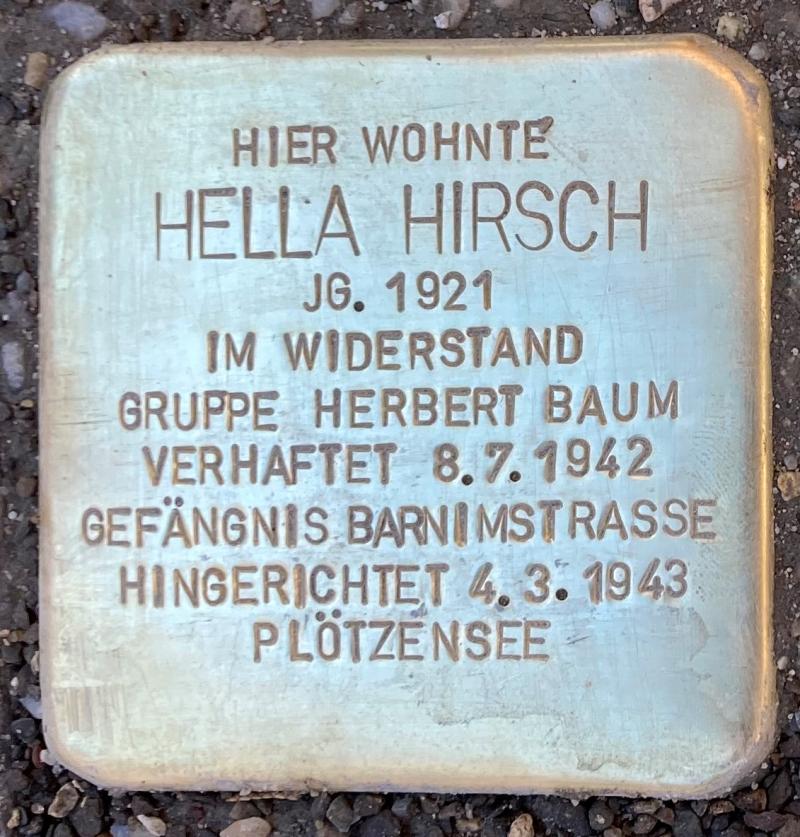 HIER WOHNTE
HELLA HIRSCH
JG. 1921
IM WIDERSTAND
GRUPPE HERBERT BAUM
VERHAFTET 8.7.1942
GEFÄNGNIS BARNIMSTRASSE
HINGERICHTET 4.3.1943
PLÖTZENSEE